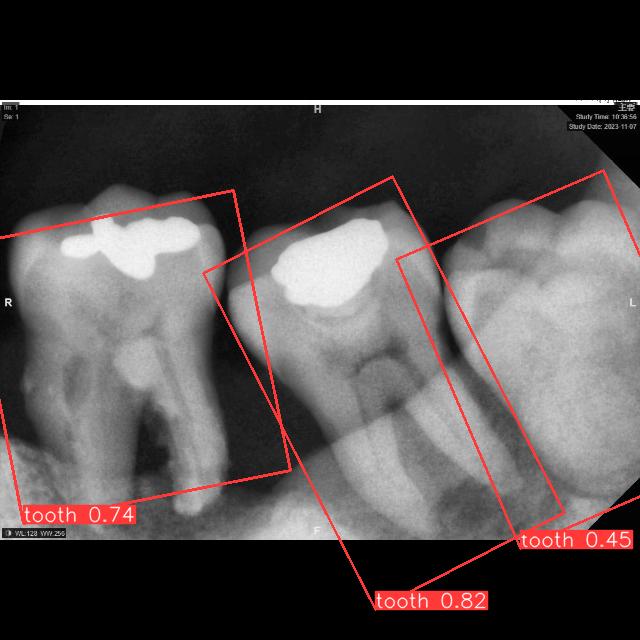 Im: 1
Se: 1
H
Study Time: 10:36:56
Study Date: 2023-11-07
R
L
tooth 0.74
WL:128 WW:256
F
tooth 0.45
tooth 0.82